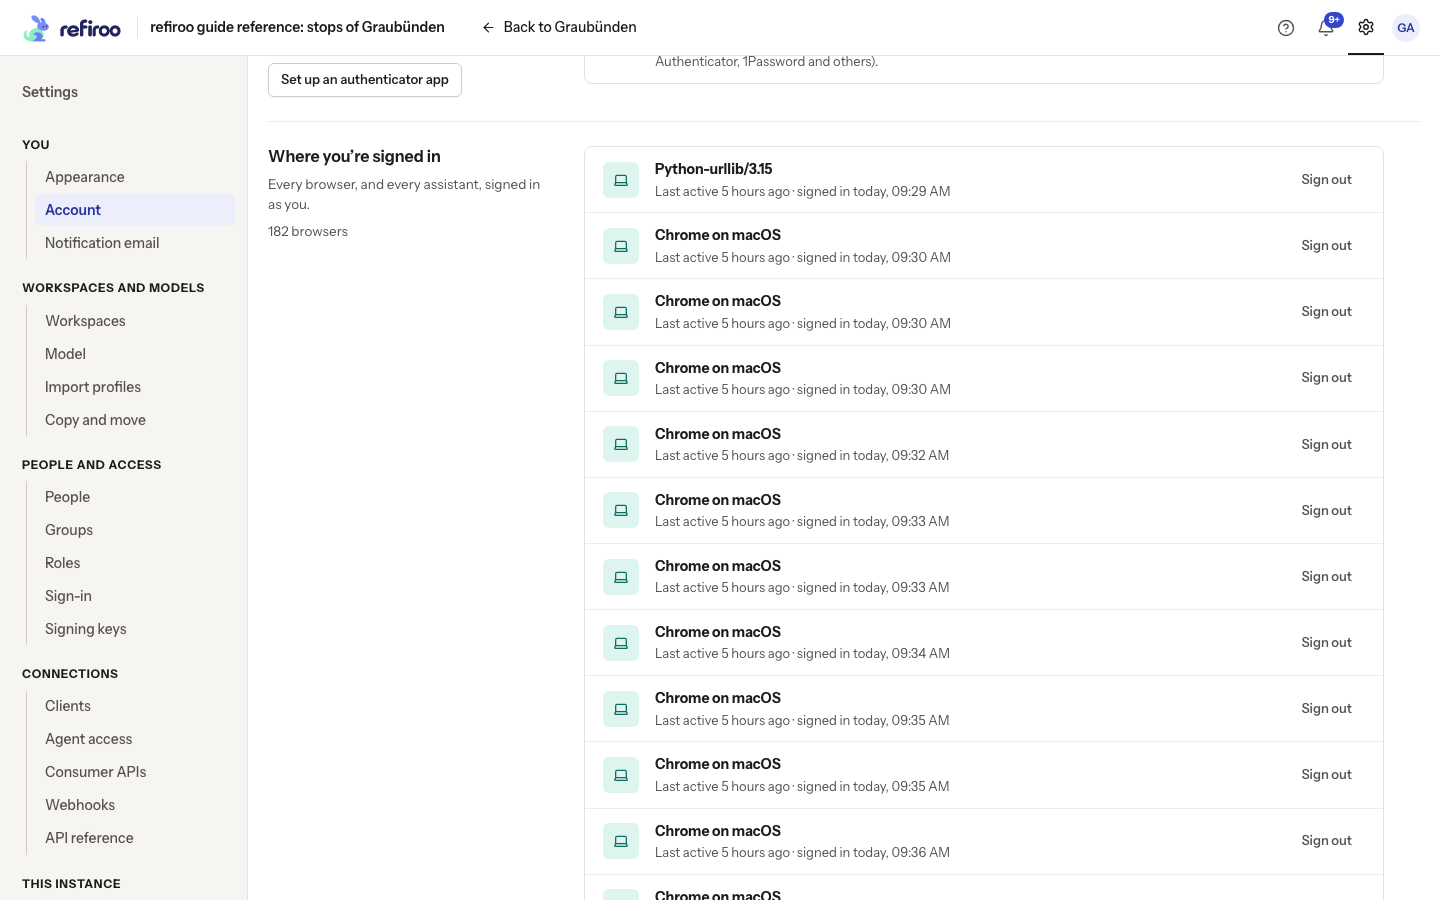 refiroo
refiroo guide reference: stops of Graubünden
← Back to Graubünden
9+
GA
Settings
YOU
Appearance
Account
Notification email
WORKSPACES AND MODELS
Workspaces
Model
Import profiles
Copy and move
PEOPLE AND ACCESS
People
Groups
Roles
Sign-in
Signing keys
CONNECTIONS
Clients
Agent access
Consumer APIs
Webhooks
API reference
THIS INSTANCE
Set up an authenticator app
Authenticator, 1Password and others).
Where you’re signed in
Every browser, and every assistant, signed in
as you.
182 browsers
Python-urllib/3.15
Last active 5 hours ago · signed in today, 09:29 AM
Sign out
Chrome on macOS
Last active 5 hours ago · signed in today, 09:30 AM
Sign out
Chrome on macOS
Last active 5 hours ago · signed in today, 09:30 AM
Sign out
Chrome on macOS
Last active 5 hours ago · signed in today, 09:30 AM
Sign out
Chrome on macOS
Last active 5 hours ago · signed in today, 09:32 AM
Sign out
Chrome on macOS
Last active 5 hours ago · signed in today, 09:33 AM
Sign out
Chrome on macOS
Last active 5 hours ago · signed in today, 09:33 AM
Sign out
Chrome on macOS
Last active 5 hours ago · signed in today, 09:34 AM
Sign out
Chrome on macOS
Last active 5 hours ago · signed in today, 09:35 AM
Sign out
Chrome on macOS
Last active 5 hours ago · signed in today, 09:35 AM
Sign out
Chrome on macOS
Last active 5 hours ago · signed in today, 09:36 AM
Sign out
Chrome on macOS